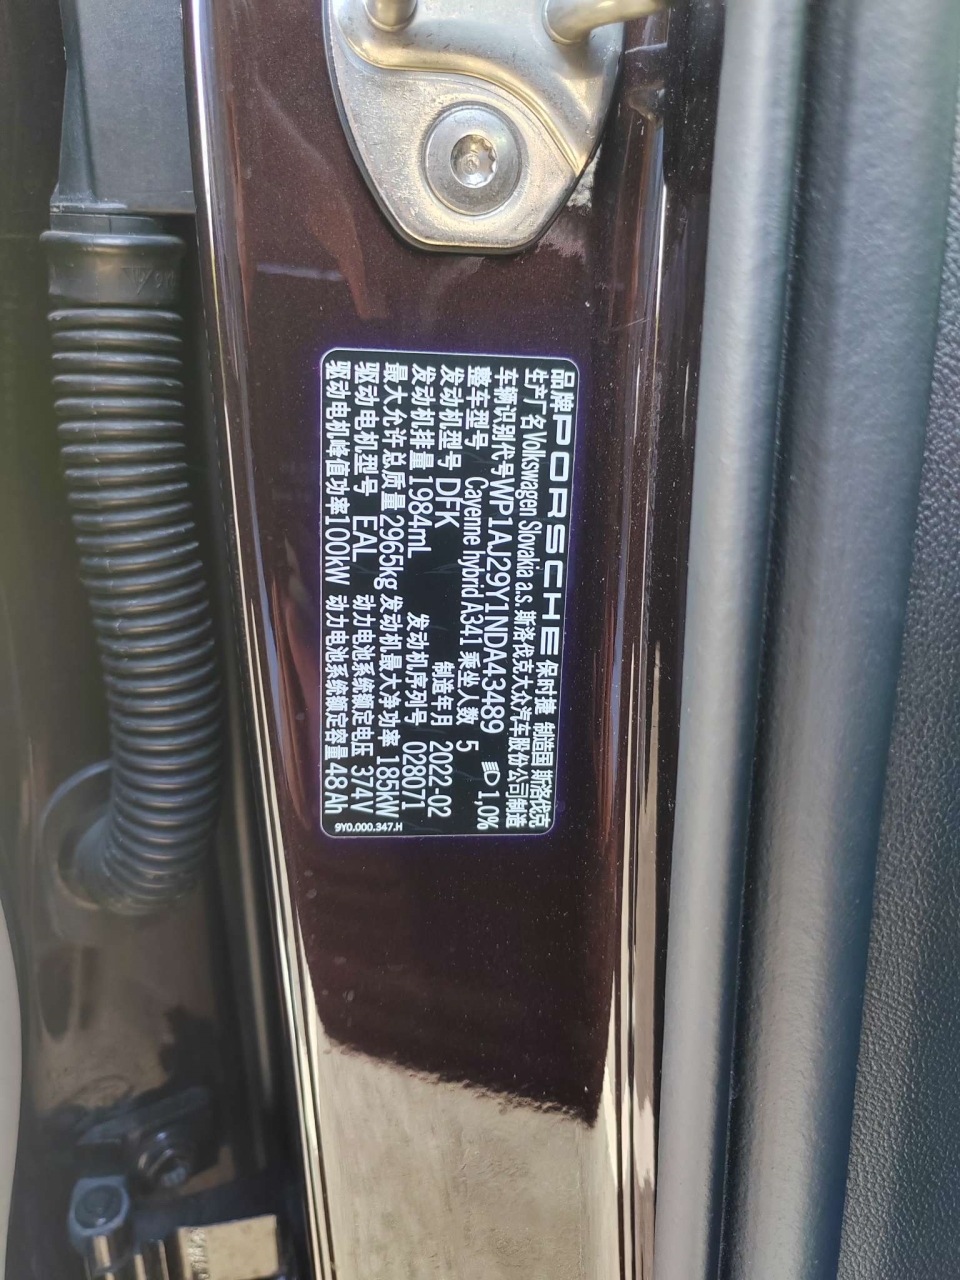 品牌PORSCHE 保时捷 制造国 斯洛伐克
生产厂名Volkswagen Slovakia a.s. 斯洛伐克大众汽车股份公司制造
车辆识别代号WP1AJ29Y1NDA43489 1,0%
整车型号 Cayenne hybrid A341 乘坐人数 5
发动机型号 DFK 制造年月 2022-02
发动机排量 1984mL 发动机序列号 028071
最大允许总质量 2965kg 发动机最大净功率 185kW
驱动电机型号 EAL 动力电池系统额定电压 374V
驱动电机峰值功率100kW 动力电池系统额定容量 48Ah
9Y0.000.347.H